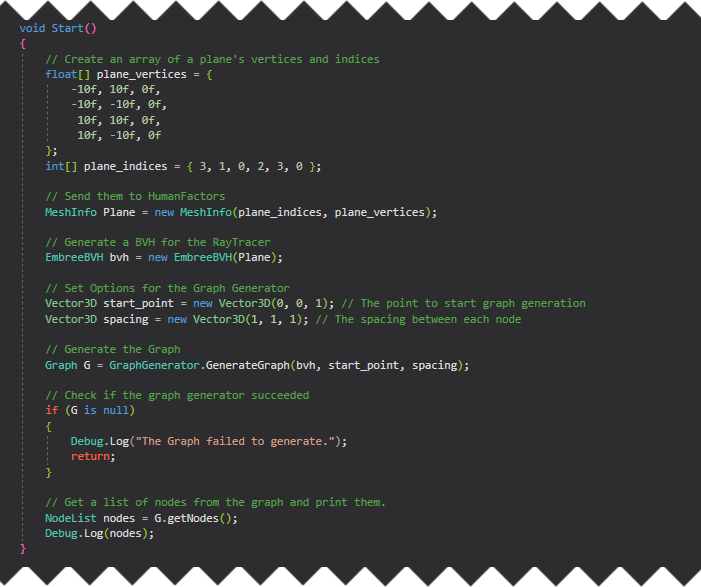 void Start()
{
// Create an array of a plane's vertices and indices
float[] plane_vertices = {
-10f, 10f, 0f,
-10f, -10f, 0f,
10f, 10f, 0f,
10f, -10f, 0f
};
int[] plane_indices = { 3, 1, 0, 2, 3, 0 };
// Send them to HumanFactors
MeshInfo Plane = new MeshInfo(plane_indices, plane_vertices);
// Generate a BVH for the RayTracer
EmbreeBVH bvh = new EmbreeBVH(Plane);
// Set Options for the Graph Generator
Vector3D start_point = new Vector3D(0, 0, 1); // The point to start graph generation
Vector3D spacing = new Vector3D(1, 1, 1); // The spacing between each node
// Generate the Graph
Graph G = GraphGenerator.GenerateGraph(bvh, start_point, spacing);
// Check if the graph generator succeeded
if (G is null)
{
Debug.Log("The Graph failed to generate.");
return;
}
// Get a list of nodes from the graph and print them.
NodeList nodes = G.getNodes();
Debug.Log(nodes);
}